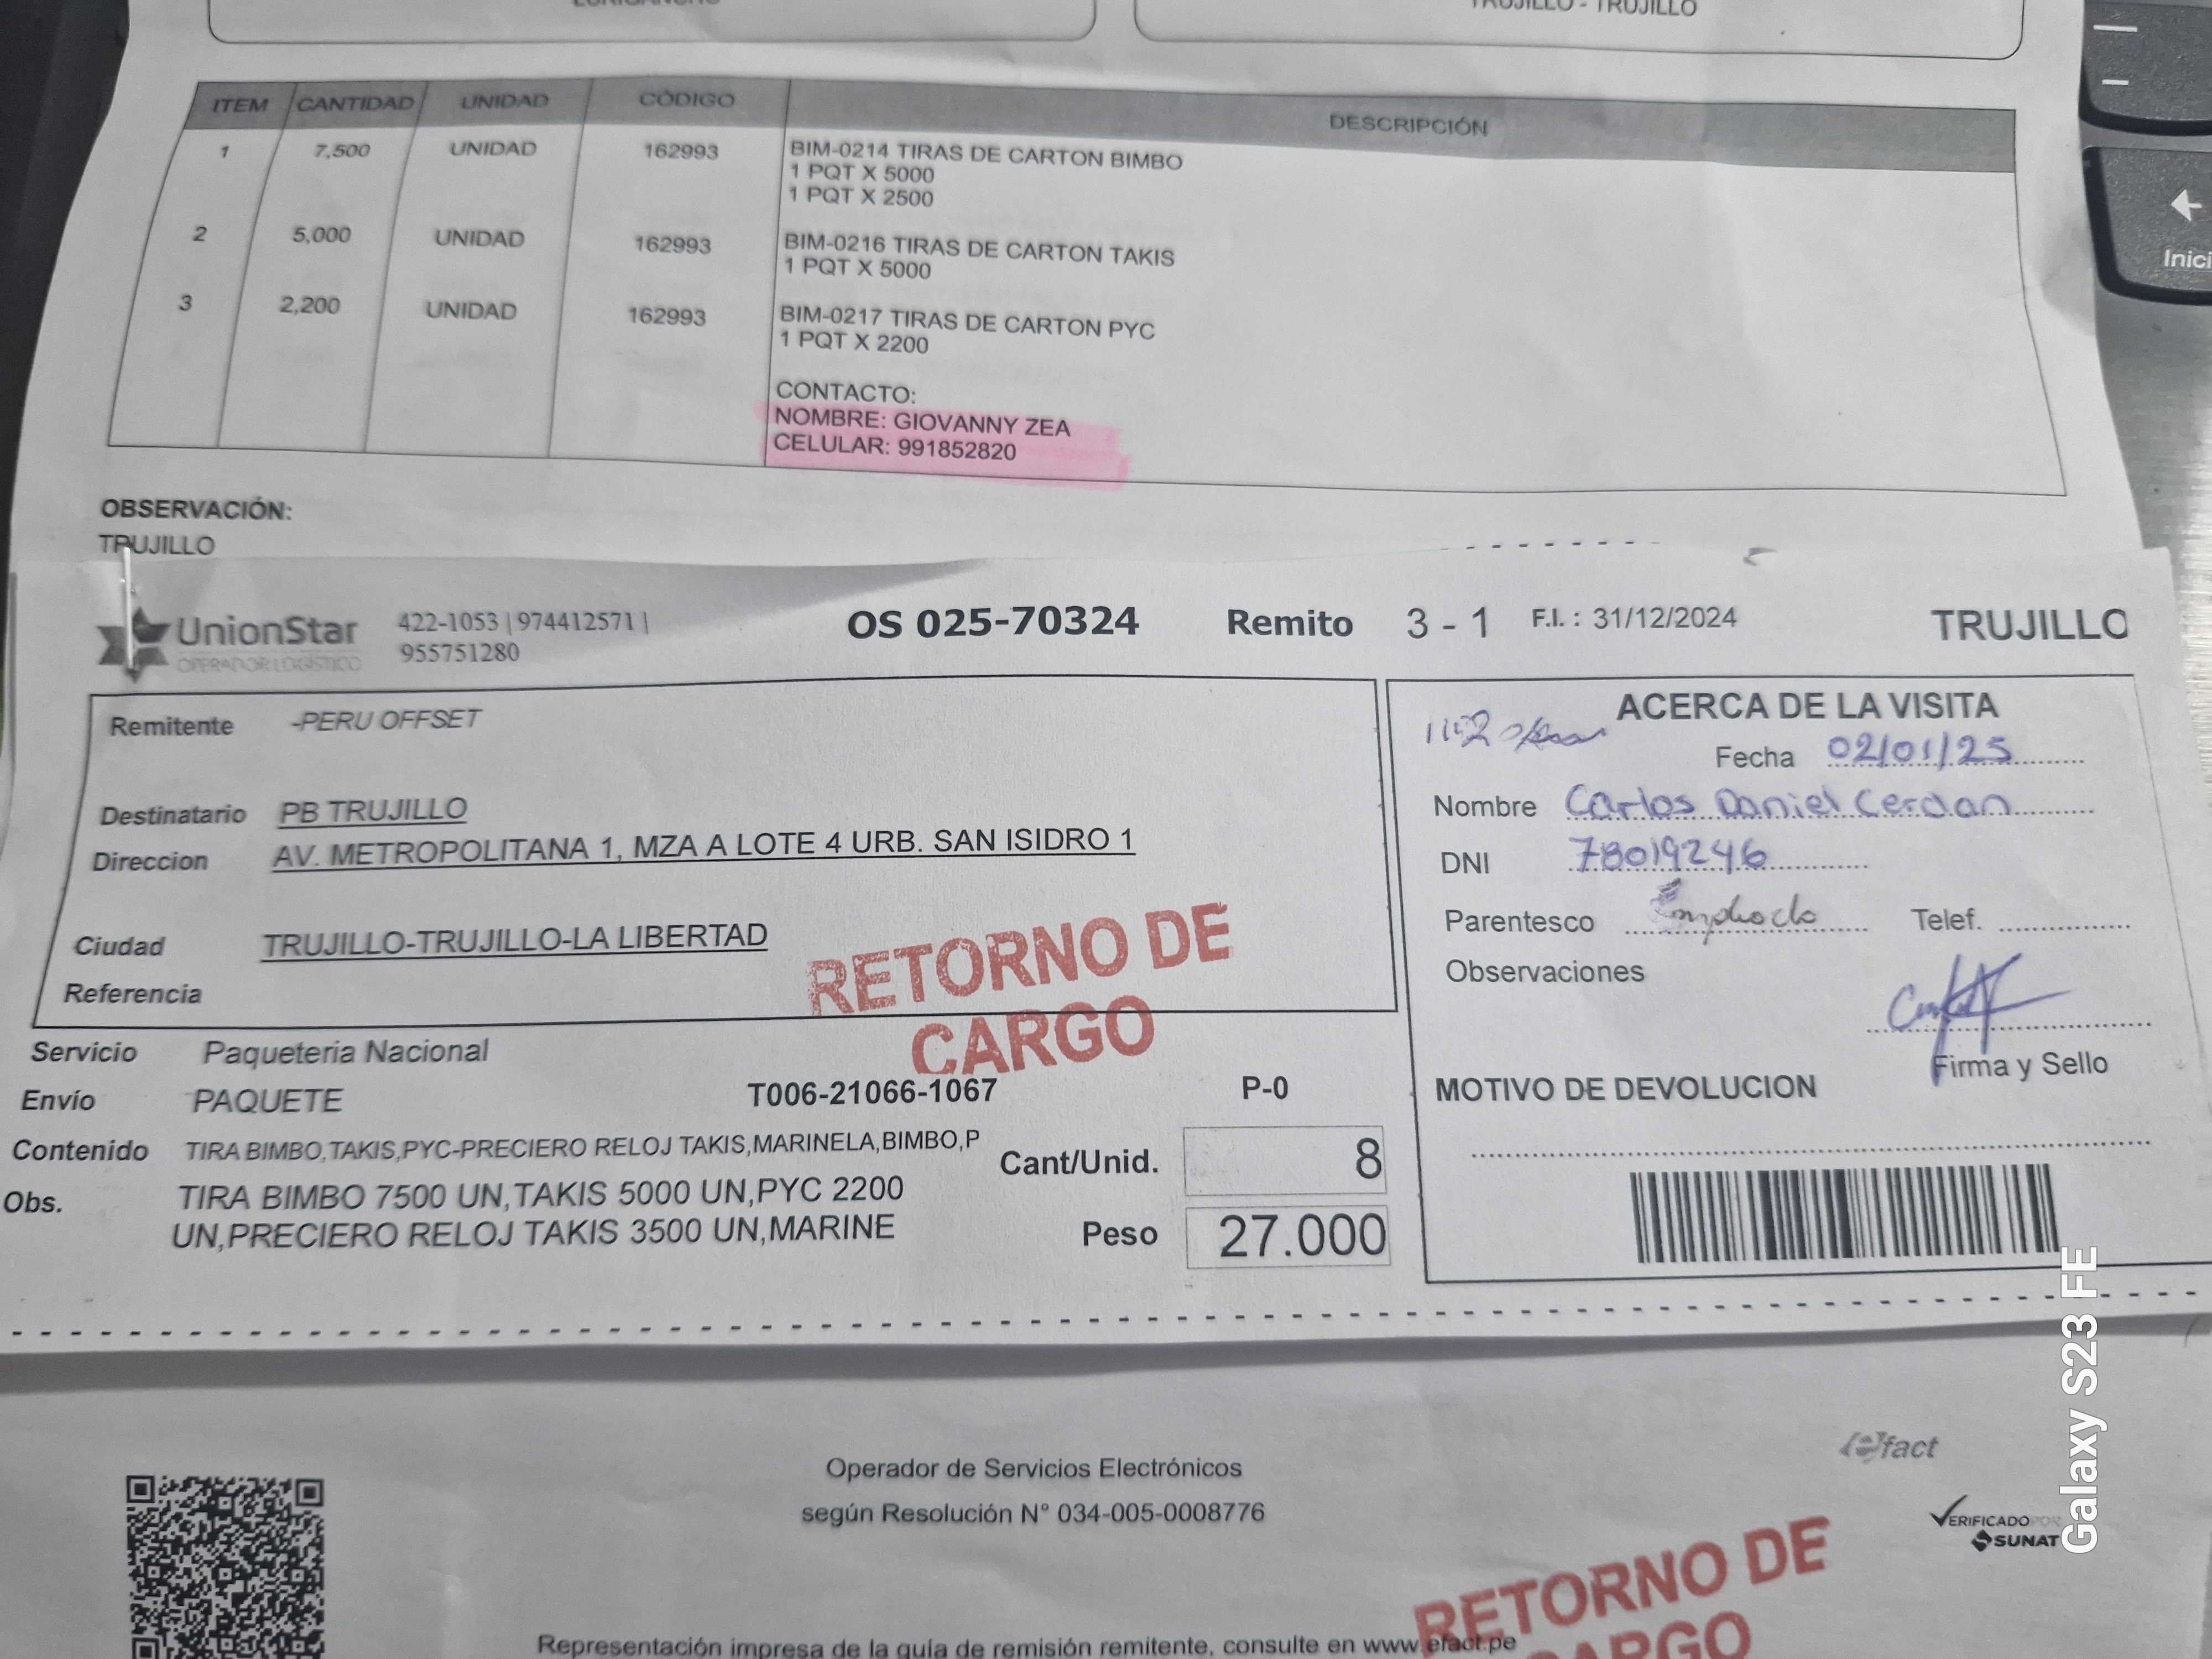 TRUJILLO - TRUJILLO
ITEM CANTIDAD UNIDAD CÓDIGO DESCRIPCIÓN
1 7,500 UNIDAD 162993 BIM-0214 TIRAS DE CARTON BIMBO
1 PQT X 5000
1 PQT X 2500
2 5,000 UNIDAD 162993 BIM-0216 TIRAS DE CARTON TAKIS
1 PQT X 5000
3 2,200 UNIDAD 162993 BIM-0217 TIRAS DE CARTON PYC
1 PQT X 2200
CONTACTO:
NOMBRE: GIOVANNY ZEA
CELULAR: 991852820
OBSERVACIÓN:
TRUJILLO
UnionStar
OPERADOR LOGÍSTICO
422-1053 | 974412571 |
955751280
OS 025-70324 Remito 3 - 1 F.I. : 31/12/2024 TRUJILLO
Remitente -PERU OFFSET
Destinatario PB TRUJILLO
Direccion AV. METROPOLITANA 1, MZA A LOTE 4 URB. SAN ISIDRO 1
Ciudad TRUJILLO-TRUJILLO-LA LIBERTAD
Referencia
RETORNO DE
CARGO
Servicio Paqueteria Nacional
Envío PAQUETE T006-21066-1067 P-0
Contenido TIRA BIMBO,TAKIS,PYC-PRECIERO RELOJ TAKIS,MARINELA,BIMBO,P
Cant/Unid. 8
Obs. TIRA BIMBO 7500 UN,TAKIS 5000 UN,PYC 2200
UN,PRECIERO RELOJ TAKIS 3500 UN,MARINE
Peso 27.000
ACERCA DE LA VISITA
Fecha 02/01/25
Nombre Carlos Daniel Cerdan
DNI 78019246
Parentesco Telef.
Observaciones
Firma y Sello
MOTIVO DE DEVOLUCION
Operador de Servicios Electrónicos
según Resolución N° 034-005-0008776
efact
VERIFICADO POR
SUNAT
RETORNO DE
CARGO
Representación impresa de la guía de remisión remitente, consulte en www.efact.pe
Galaxy S23 FE